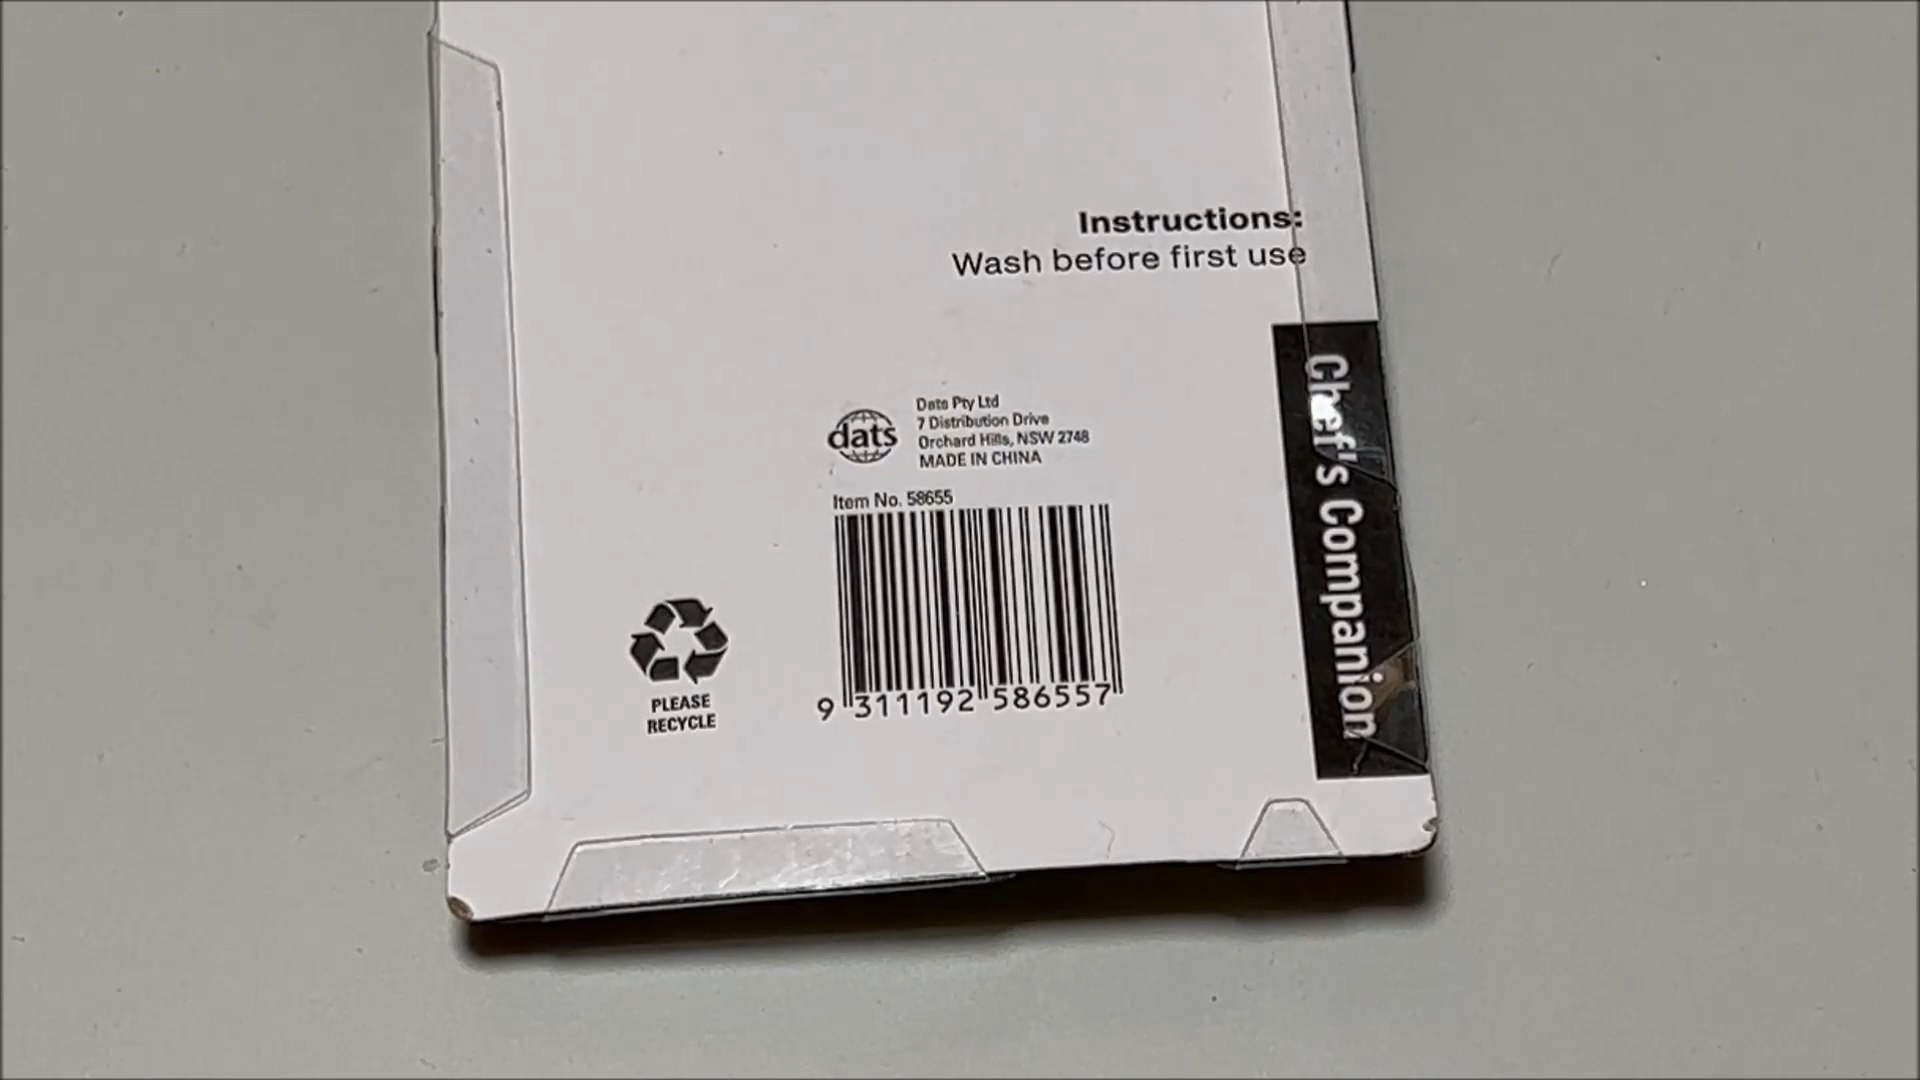 Instructions:
Wash before first use
dats
Dats Pty Ltd
7 Distribution Drive
Orchard Hills, NSW 2748
MADE IN CHINA
Item No. 58655
9 311192 586557
PLEASE
RECYCLE
Chef's Companion